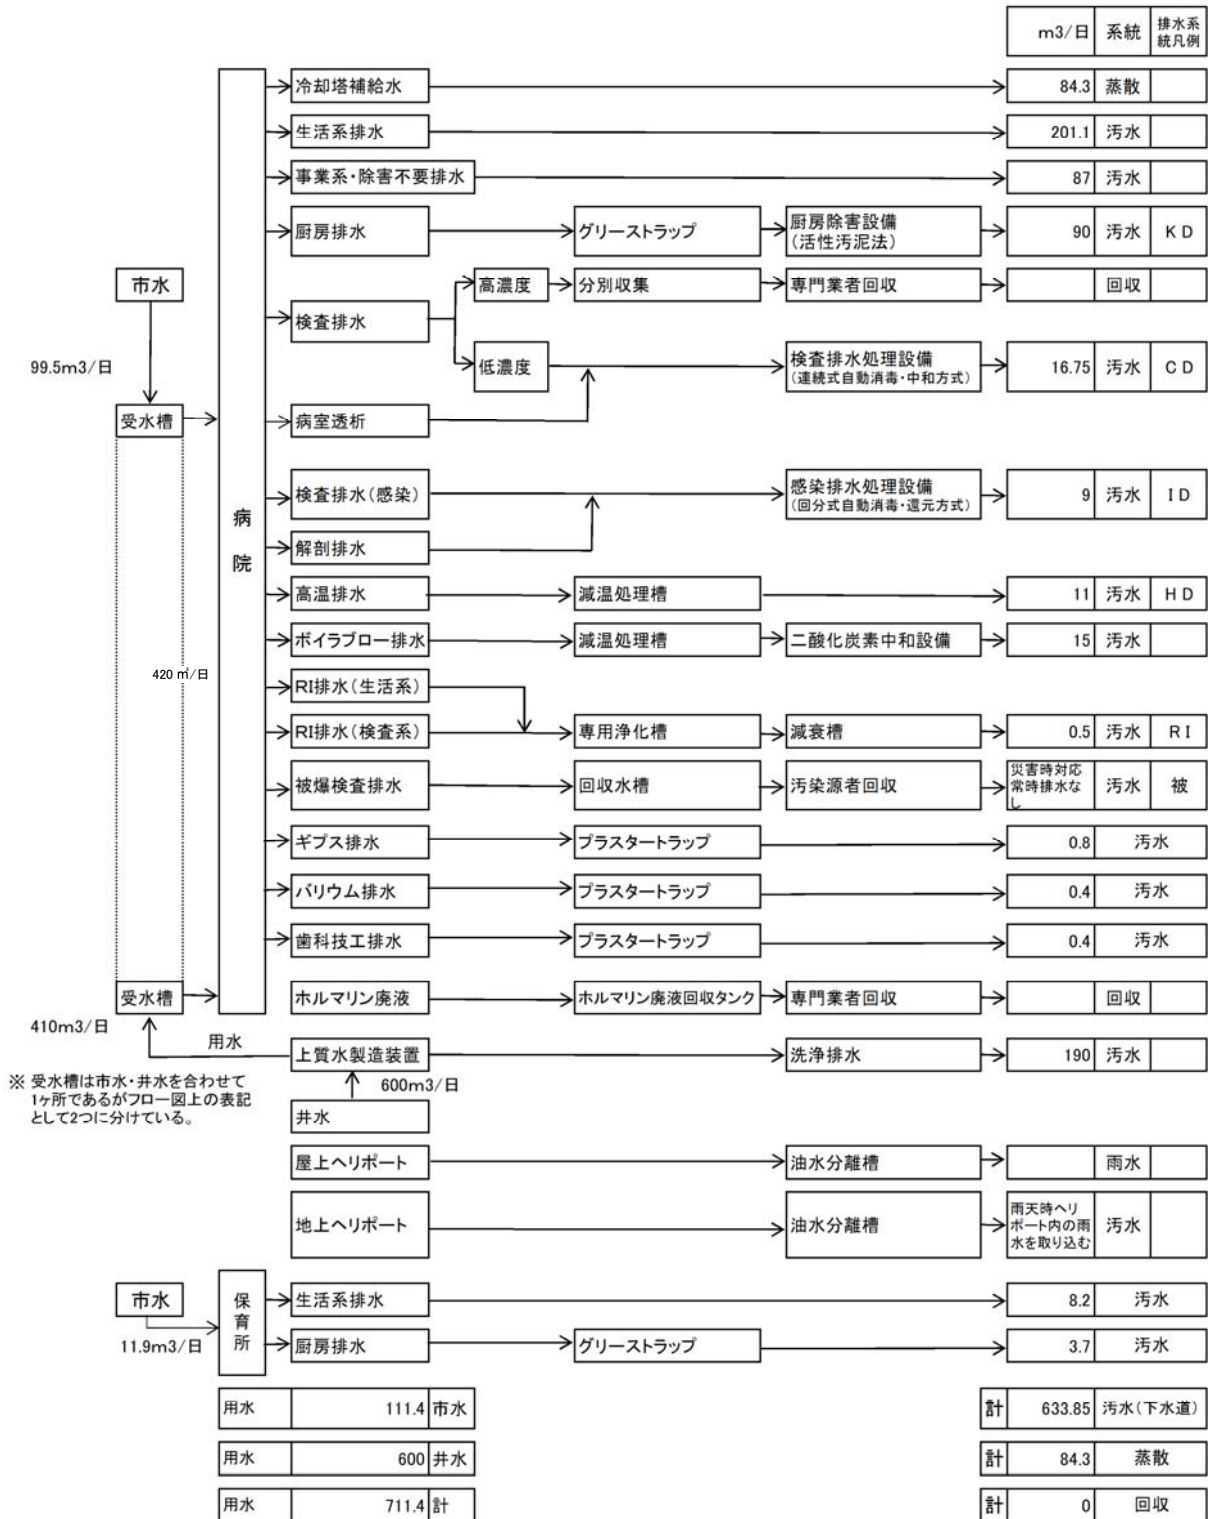 m3/日 系統 排水系
統凡例
冷却塔補給水 84.3 蒸散
生活系排水 201.1 汚水
事業系・除害不要排水 87 汚水
厨房排水 グリーストラップ 厨房除害設備
(活性汚泥法) 90 汚水 KD
市水
高濃度 分別収集 専門業者回収 回収
検査排水
99.5m3/日
低濃度 検査排水処理設備
(連続式自動消毒・中和方式) 16.75 汚水 CD
受水槽 病室透析
病院
検査排水(感染) 感染排水処理設備
(回分式自動消毒・還元方式) 9 汚水 ID
解剖排水
高温排水 減温処理槽 11 汚水 HD
ボイラブロー排水 減温処理槽 二酸化炭素中和設備 15 汚水
420㎥/日
RI排水(生活系)
RI排水(検査系) 専用浄化槽 減衰槽 0.5 汚水 RI
被爆検査排水 回収水槽 汚染源者回収 災害時対応
常時排水な
し 汚水 被
ギプス排水 プラスタートラップ 0.8 汚水
バリウム排水 プラスタートラップ 0.4 汚水
歯科技工排水 プラスタートラップ 0.4 汚水
受水槽 ホルマリン廃液 ホルマリン廃液回収タンク 専門業者回収 回収
410m3/日
用水 上質水製造装置 洗浄排水 190 汚水
600m3/日
※ 受水槽は市水・井水を合わせて
1ヶ所であるがフロー図上の表記
として2つに分けている。
井水
屋上ヘリポート 油水分離槽 雨水
地上ヘリポート 油水分離槽 雨天時ヘリ
ポート内の雨
水を取り込む 汚水
市水 保育所 生活系排水 8.2 汚水
11.9m3/日 厨房排水 グリーストラップ 3.7 汚水
用水 111.4 市水 計 633.85 汚水(下水道)
用水 600 井水 計 84.3 蒸散
用水 711.4 計 計 0 回収